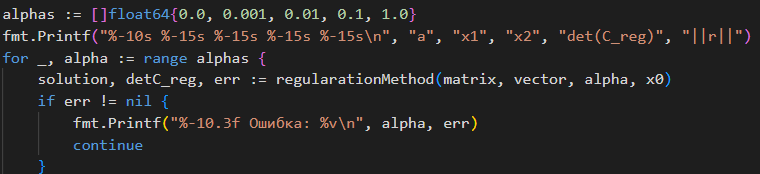 alphas := []float64{0.0, 0.001, 0.01, 0.1, 1.0}
fmt.Printf("%-10s %-15s %-15s %-15s %-15s\n", "a", "x1", "x2", "det(C_reg)", "||r||")
for _, alpha := range alphas {
    solution, detC_reg, err := regularationMethod(matrix, vector, alpha, x0)
    if err != nil {
        fmt.Printf("%-10.3f Ошибка: %v\n", alpha, err)
        continue
    }